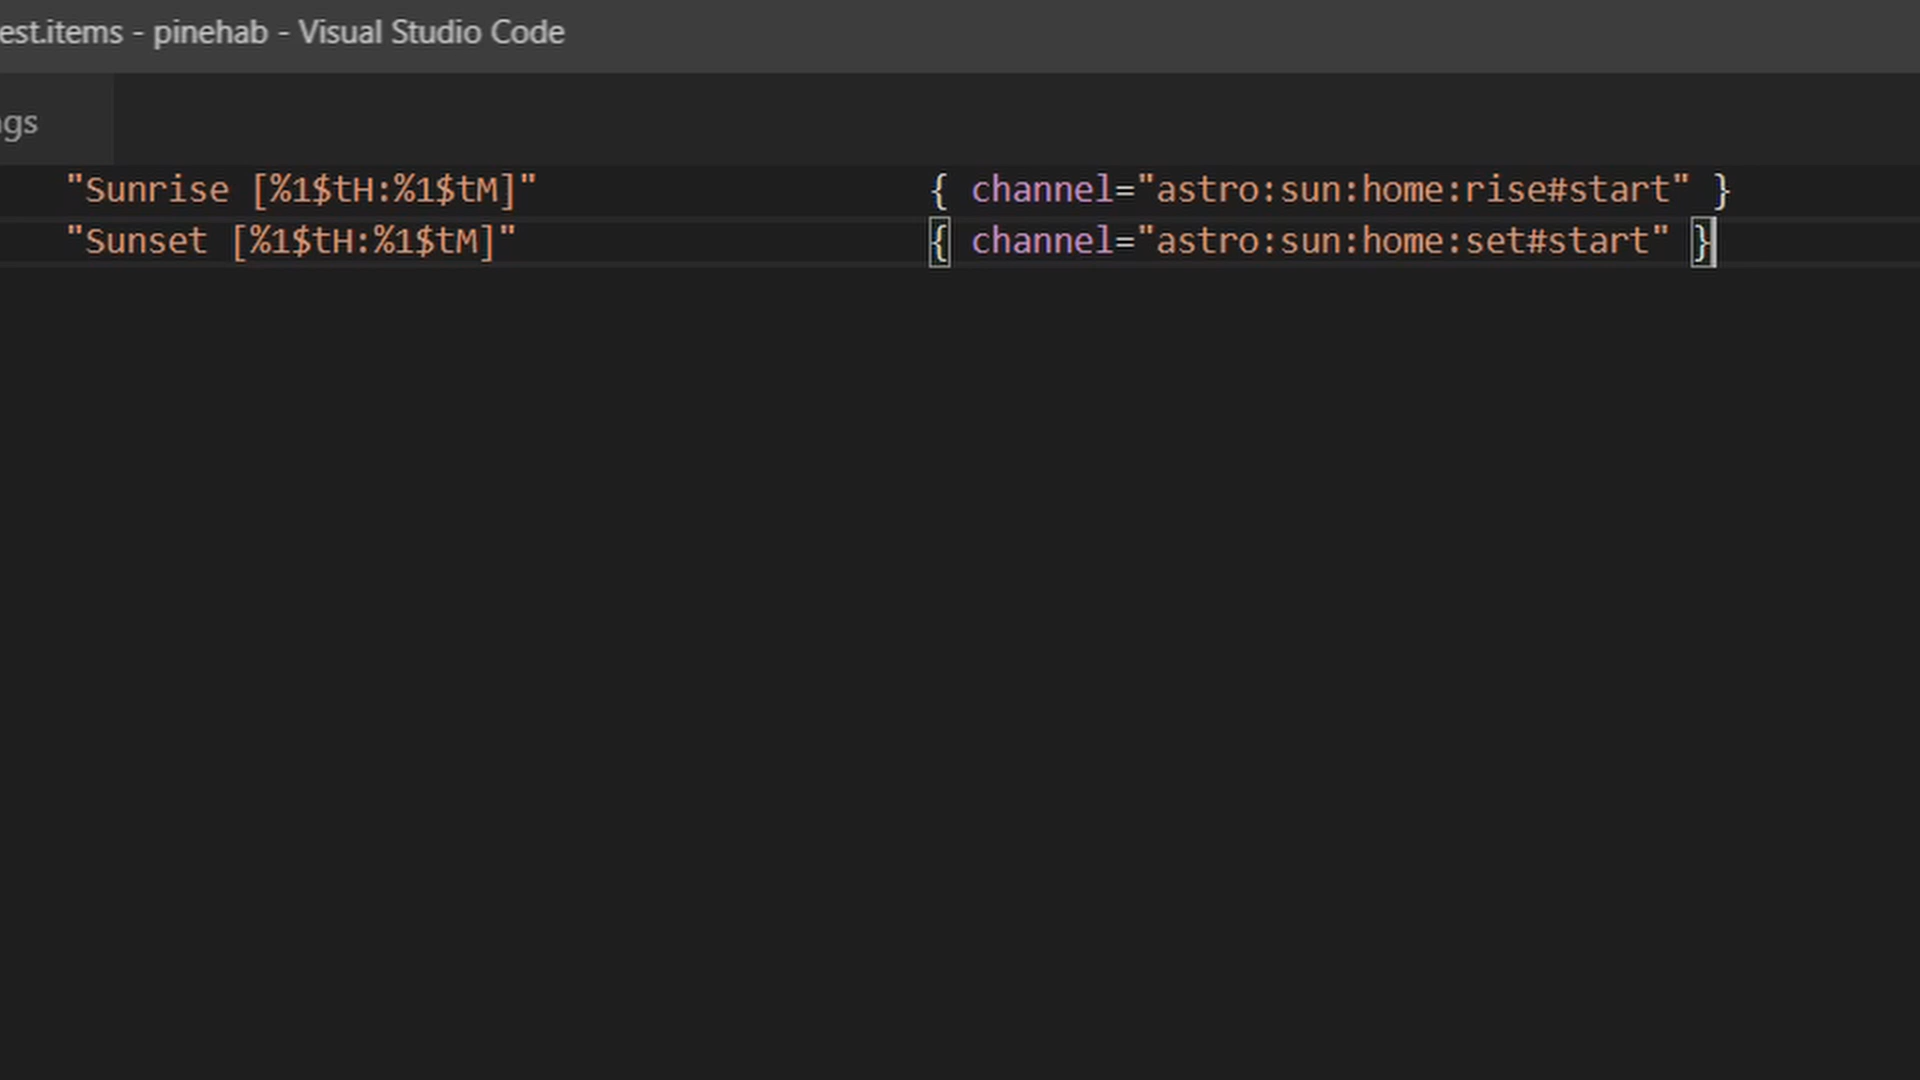 est.items - pinehab - Visual Studio Code
gs
"Sunrise [%1$tH:%1$tM]" { channel="astro:sun:home:rise#start" }
"Sunset [%1$tH:%1$tM]" { channel="astro:sun:home:set#start" }